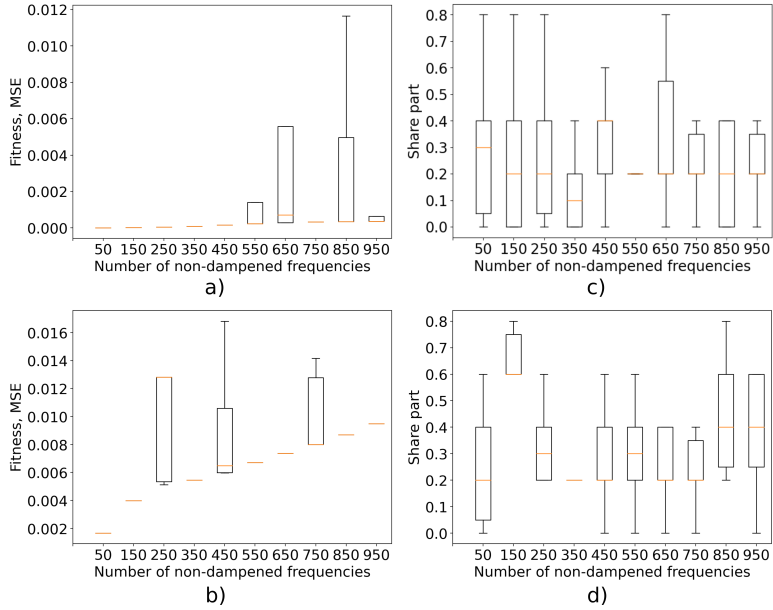 Fitness, MSE
0.012
0.010
0.008
0.006
0.004
0.002
0.000
50 150 250 350 450 550 650 750 850 950
Number of non-dampened frequencies
a)
Share part
0.8
0.7
0.6
0.5
0.4
0.3
0.2
0.1
0.0
50 150 250 350 450 550 650 750 850 950
Number of non-dampened frequencies
c)
Fitness, MSE
0.016
0.014
0.012
0.010
0.008
0.006
0.004
0.002
50 150 250 350 450 550 650 750 850 950
Number of non-dampened frequencies
b)
Share part
0.8
0.7
0.6
0.5
0.4
0.3
0.2
0.1
0.0
50 150 250 350 450 550 650 750 850 950
Number of non-dampened frequencies
d)